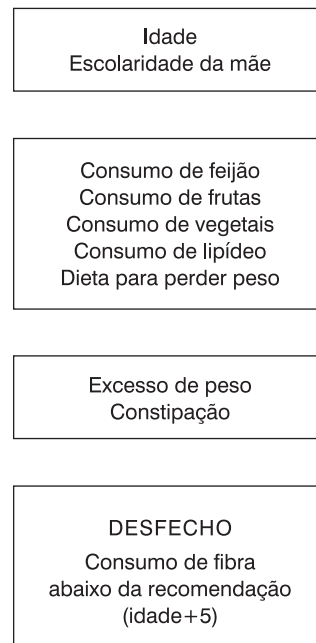 Idade
Escolaridade da mãe
Consumo de feijão
Consumo de frutas
Consumo de vegetais
Consumo de lipídeo
Dieta para perder peso
Excesso de peso
Constipação
DESFECHO
Consumo de fibra
abaixo da recomendação
(idade+5)